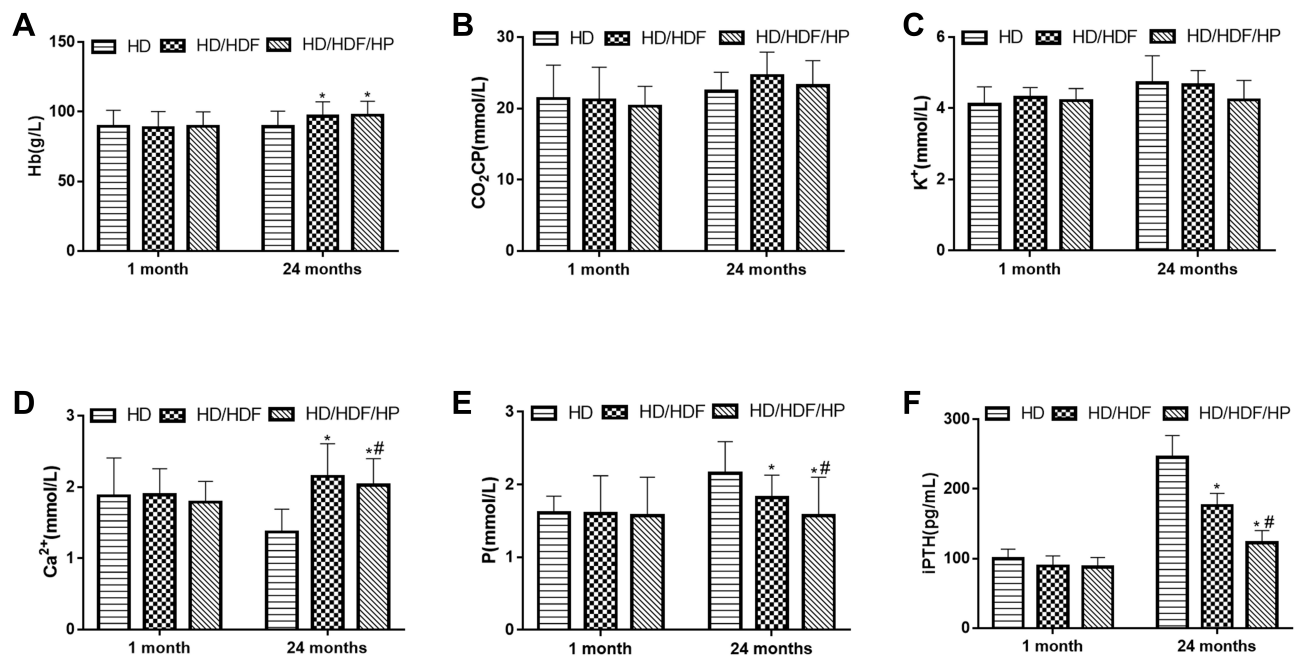 A
HD HD/HDF HD/HDF/HP
150
100
50
0
Hb(g/L)
* *
1 month 24 months
B
HD HD/HDF HD/HDF/HP
30
20
10
0
CO2CP(mmol/L)
1 month 24 months
C
HD HD/HDF HD/HDF/HP
6
4
2
0
K+(mmol/L)
1 month 24 months
D
HD HD/HDF HD/HDF/HP
3
2
1
0
Ca2+(mmol/L)
* *#
1 month 24 months
E
HD HD/HDF HD/HDF/HP
3
2
1
0
P(mmol/L)
* *#
1 month 24 months
F
HD HD/HDF HD/HDF/HP
300
200
100
0
iPTH(pg/mL)
* *#
1 month 24 months